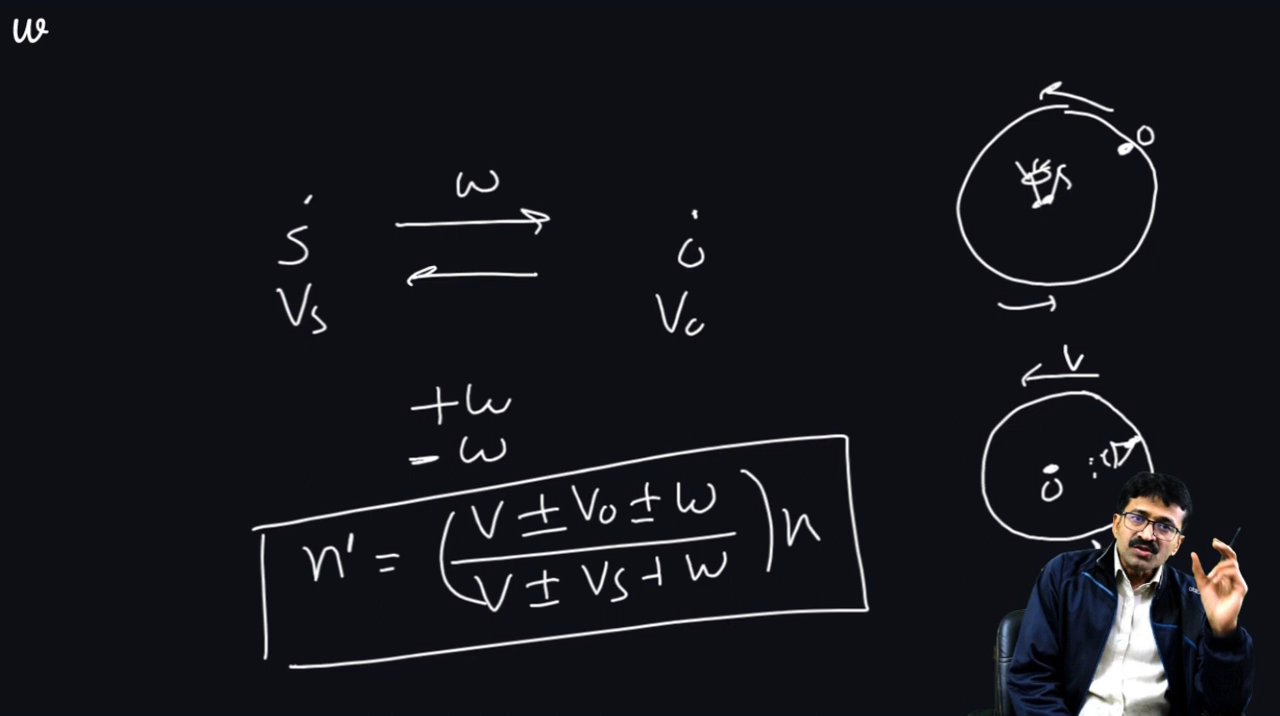 w
w
S
o
Vs
Vo
+w
- w
n' = (V ± Vo ± w / V ± Vs + w) n
O
S
V
O